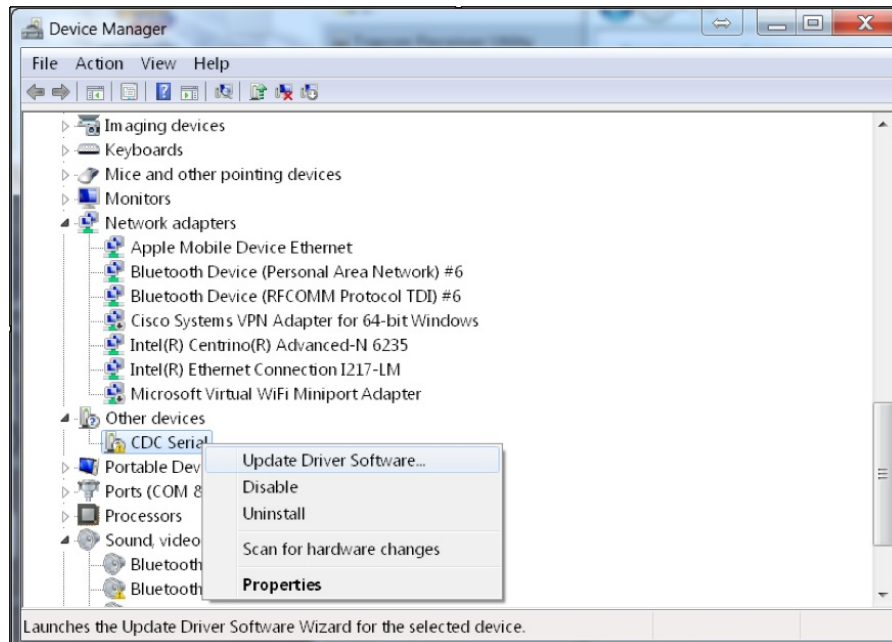 Device Manager
File Action View Help
Imaging devices
Keyboards
Mice and other pointing devices
Monitors
Network adapters
Apple Mobile Device Ethernet
Bluetooth Device (Personal Area Network) #6
Bluetooth Device (RFCOMM Protocol TDI) #6
Cisco Systems VPN Adapter for 64-bit Windows
Intel(R) Centrino(R) Advanced-N 6235
Intel(R) Ethernet Connection I217-LM
Microsoft Virtual WiFi Miniport Adapter
Other devices
CDC Serial
Update Driver Software...
Portable Dev
Disable
Ports (COM &
Uninstall
Processors
Sound, video
Scan for hardware changes
Bluetooth
Properties
Bluetooth
Launches the Update Driver Software Wizard for the selected device.